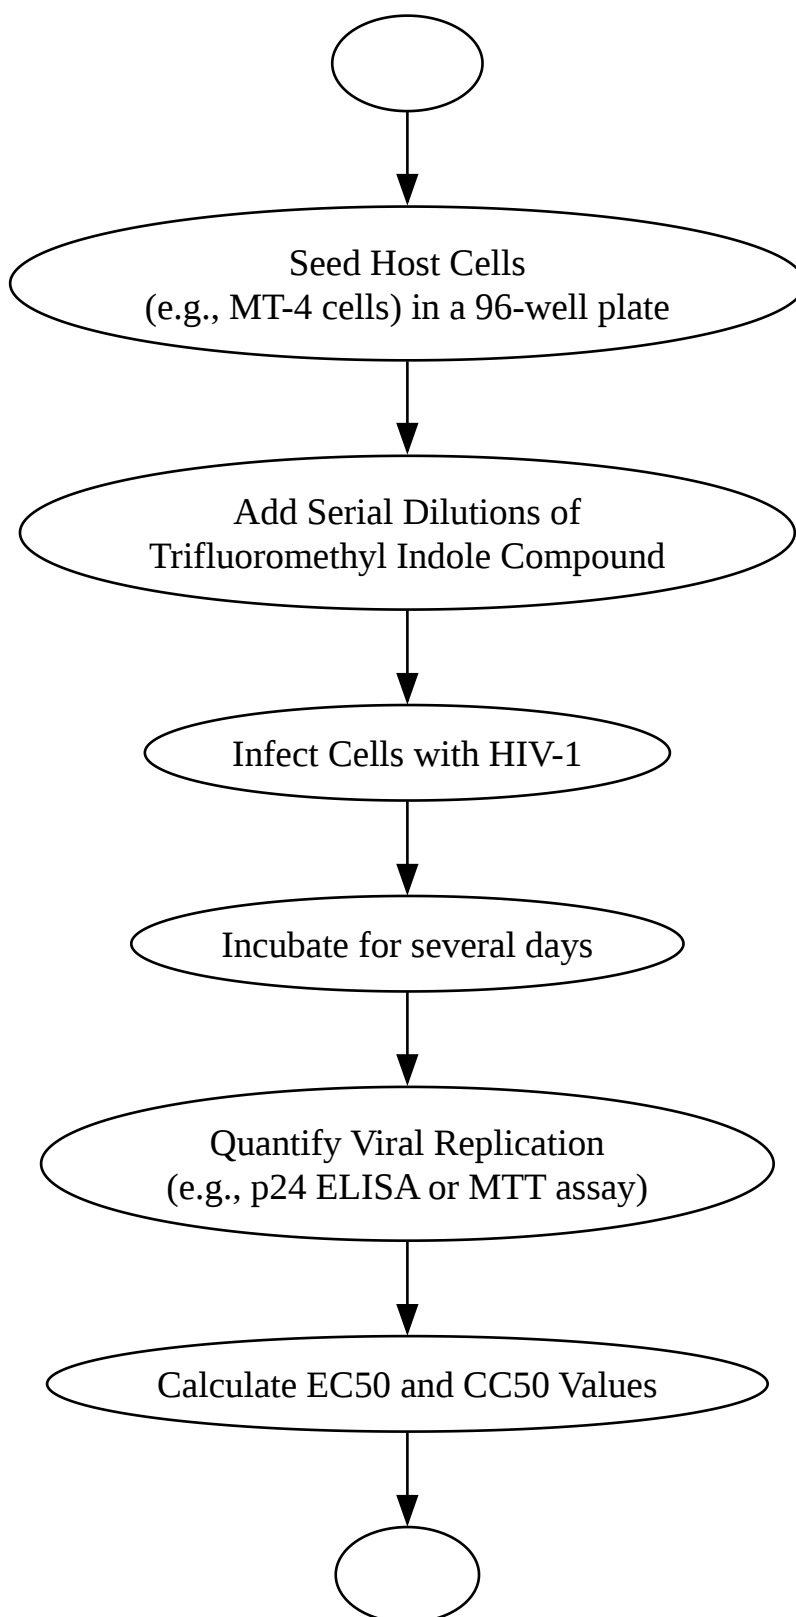 Seed Host Cells
(e.g., MT-4 cells) in a 96-well plate
Add Serial Dilutions of
Trifluoromethyl Indole Compound
Infect Cells with HIV-1
Incubate for several days
Quantify Viral Replication
(e.g., p24 ELISA or MTT assay)
Calculate EC50 and CC50 Values